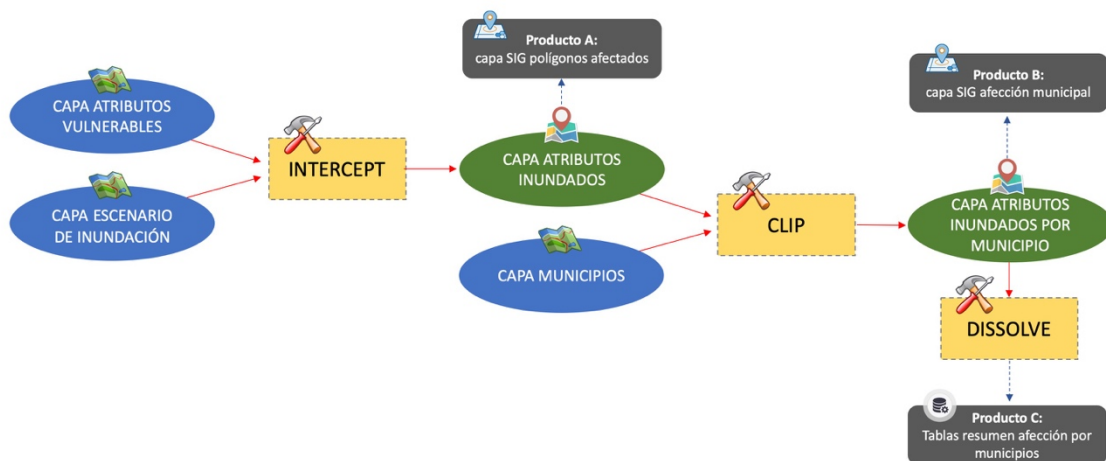 Producto A:
capa SIG polígonos afectados
Producto B:
capa SIG afección municipal
CAPA ATRIBUTOS
VULNERABLES
INTERCEPT
CAPA ATRIBUTOS
INUNDADOS
CAPA ESCENARIO
DE INUNDACIÓN
CLIP
CAPA ATRIBUTOS
INUNDADOS POR
MUNICIPIO
CAPA MUNICIPIOS
DISSOLVE
Producto C:
Tablas resumen afección por
municipios